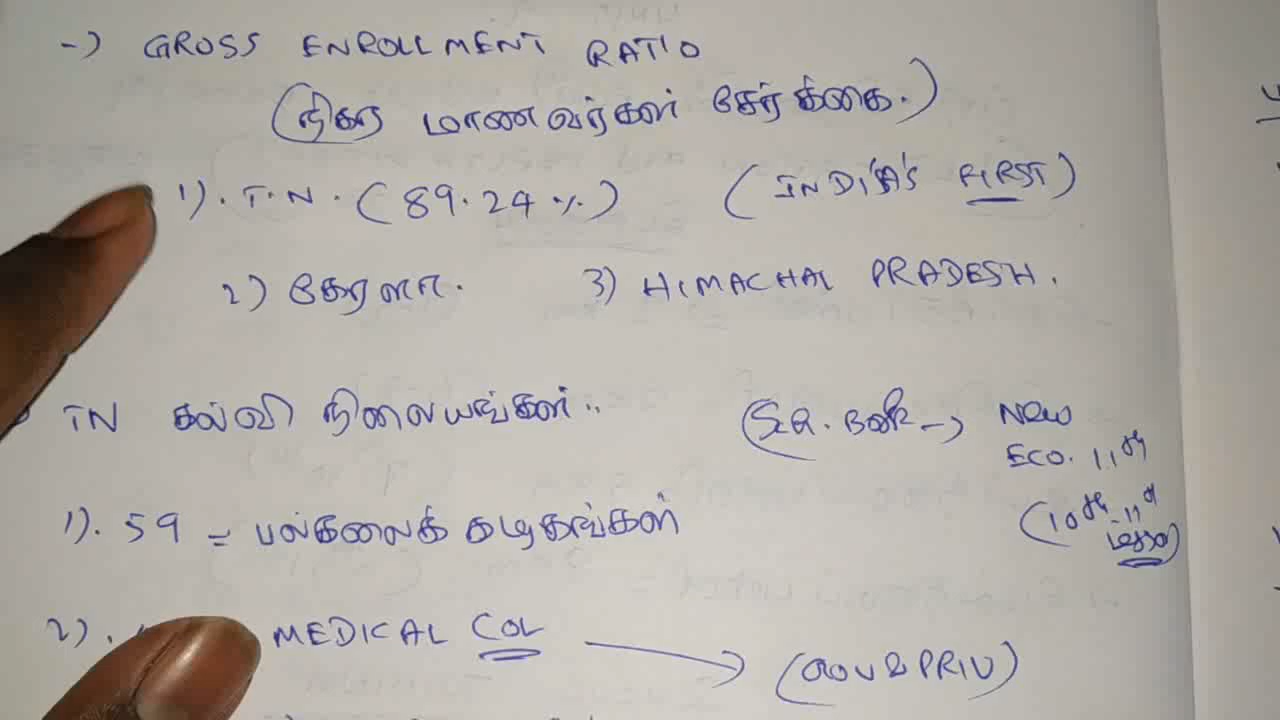 -) GROSS ENROLLMENT RATIO
(நிகர மாணவர்கள் சேர்க்கை.)
1). T.N. (89.24%) (INDIA'S FIRST)
2) கேரளா. 3) HIMACHAL PRADESH.
TN கல்வி நிலையங்கள்.. (Book -) New
ECO. 11th
1). 59 = பல்கலைக் கழகங்கள் (10th - 11th
2). MEDICAL COL (GOV & PRIV)